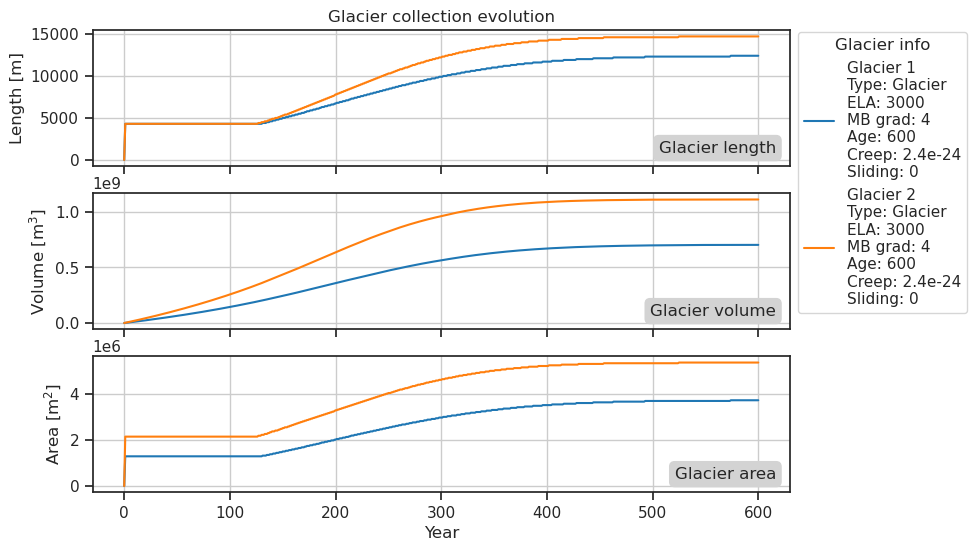 Glacier collection evolution
15000
10000
5000
0
Length [m]
Glacier length
1e9
1.0
0.5
0.0
Volume [m³]
Glacier volume
1e6
4
2
0
Area [m²]
Glacier area
0 100 200 300 400 500 600
Year
Glacier info
Glacier 1
Type: Glacier
ELA: 3000
MB grad: 4
Age: 600
Creep: 2.4e-24
Sliding: 0
Glacier 2
Type: Glacier
ELA: 3000
MB grad: 4
Age: 600
Creep: 2.4e-24
Sliding: 0